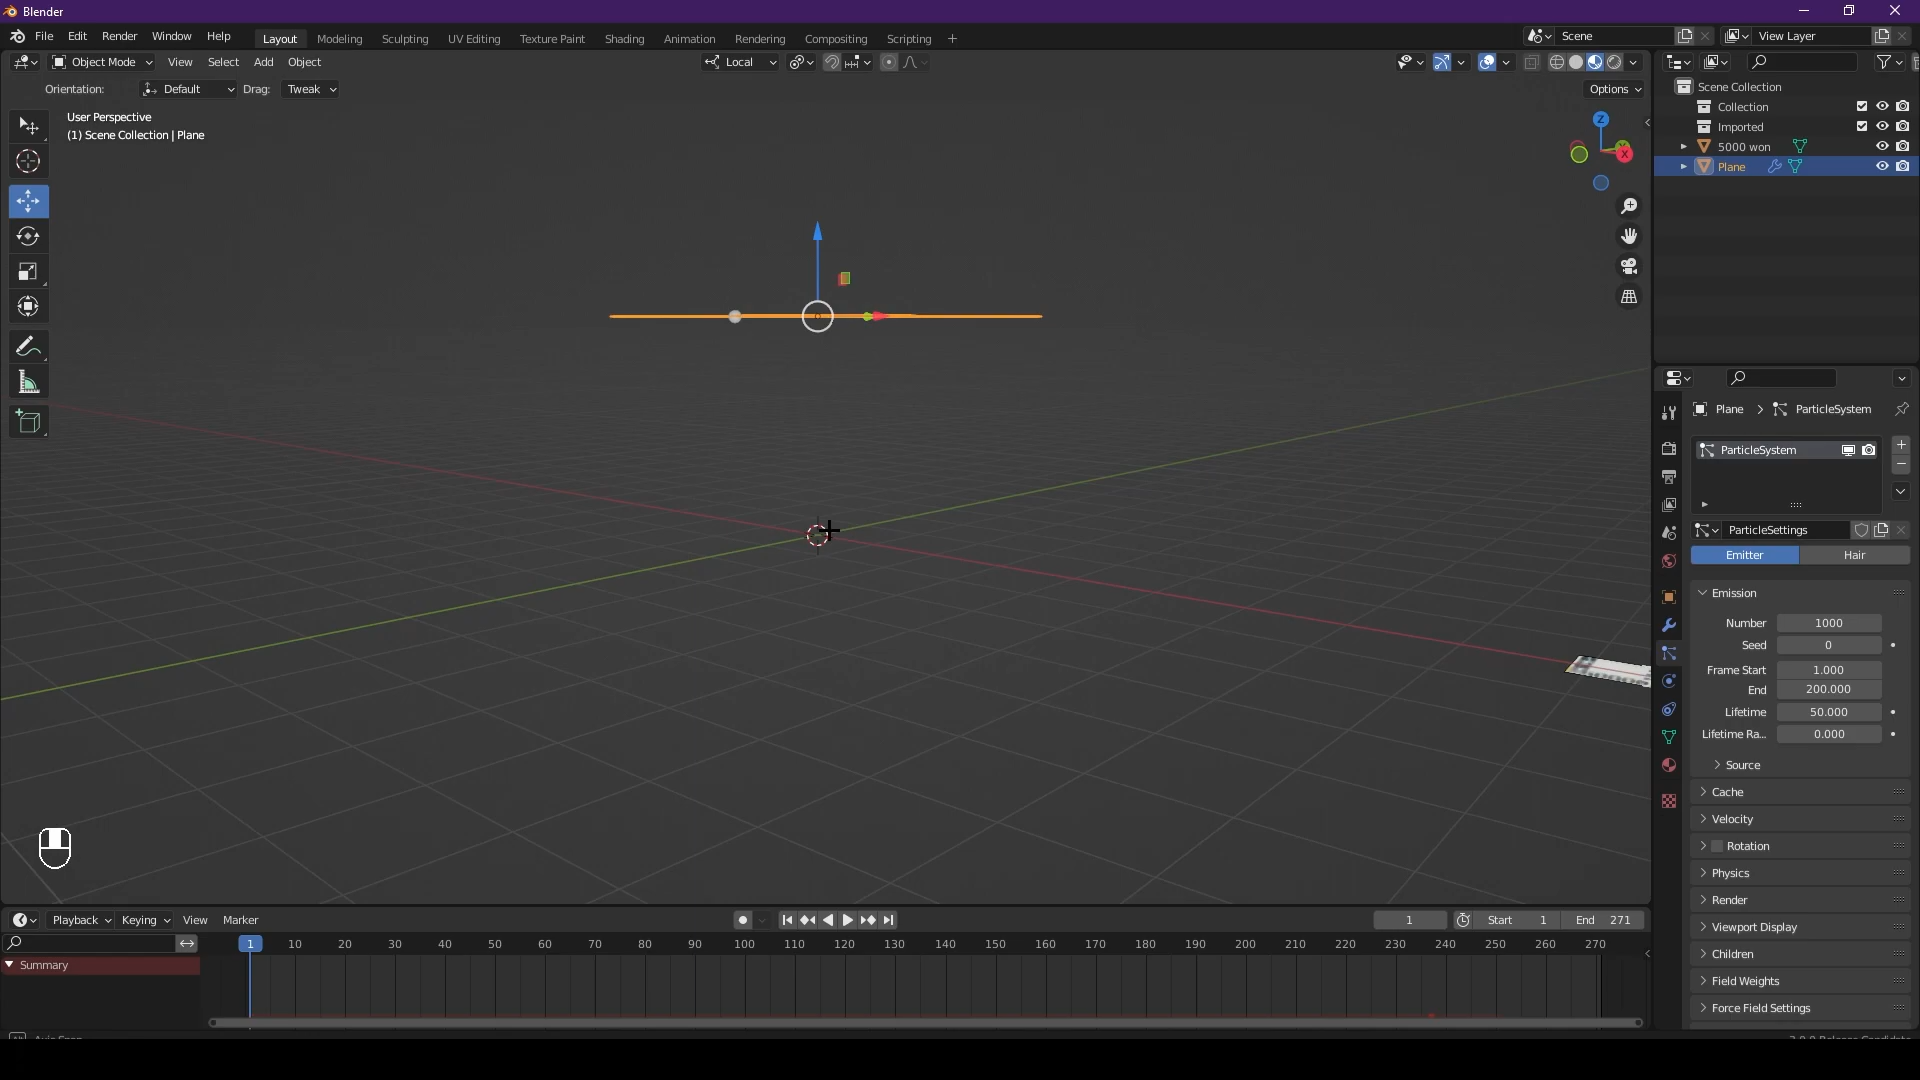 Blender
File Edit Render Window Help Layout Modeling Sculpting UV Editing Texture Paint Shading Animation Rendering Compositing Scripting + Scene View Layer
Object Mode View Select Add Object Local
Orientation: Default Drag: Tweak Options
User Perspective
(1) Scene Collection | Plane
Z
X
Scene Collection
Collection
Imported
5000 won
Plane
Plane > ParticleSystem
ParticleSystem
ParticleSettings
Emitter Hair
Emission
Number 1000
Seed 0
Frame Start 1.000
End 200.000
Lifetime 50.000
Lifetime Ra... 0.000
Source
Cache
Velocity
Rotation
Physics
Render
Viewport Display
Children
Field Weights
Force Field Settings
Playback Keying View Marker 1 Start 1 End 271
1 10 20 30 40 50 60 70 80 90 100 110 120 130 140 150 160 170 180 190 200 210 220 230 240 250 260 270
Summary